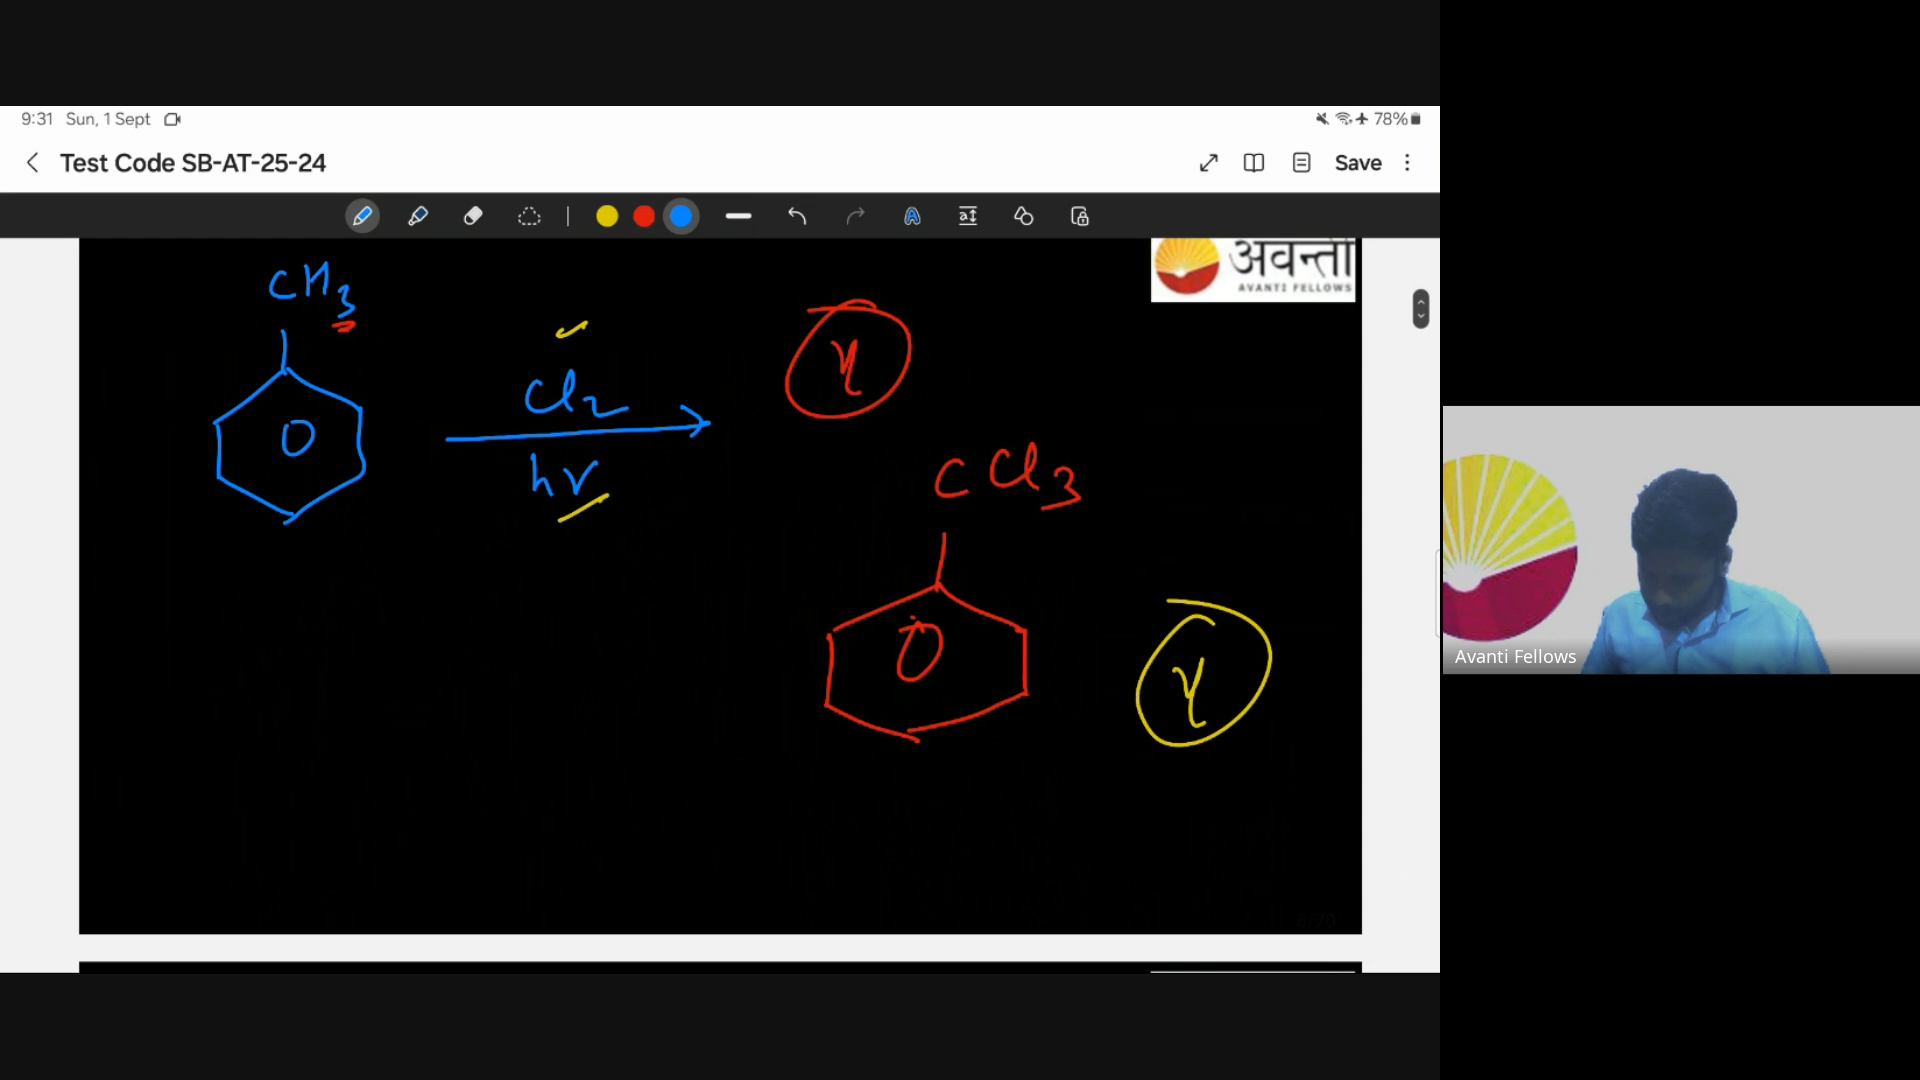 9:31 Sun, 1 Sept 78%
Test Code SB-AT-25-24
Save
अवन्ती
AVANTI FELLOWS
CH3
Cl2
hν
CCl3
Avanti Fellows